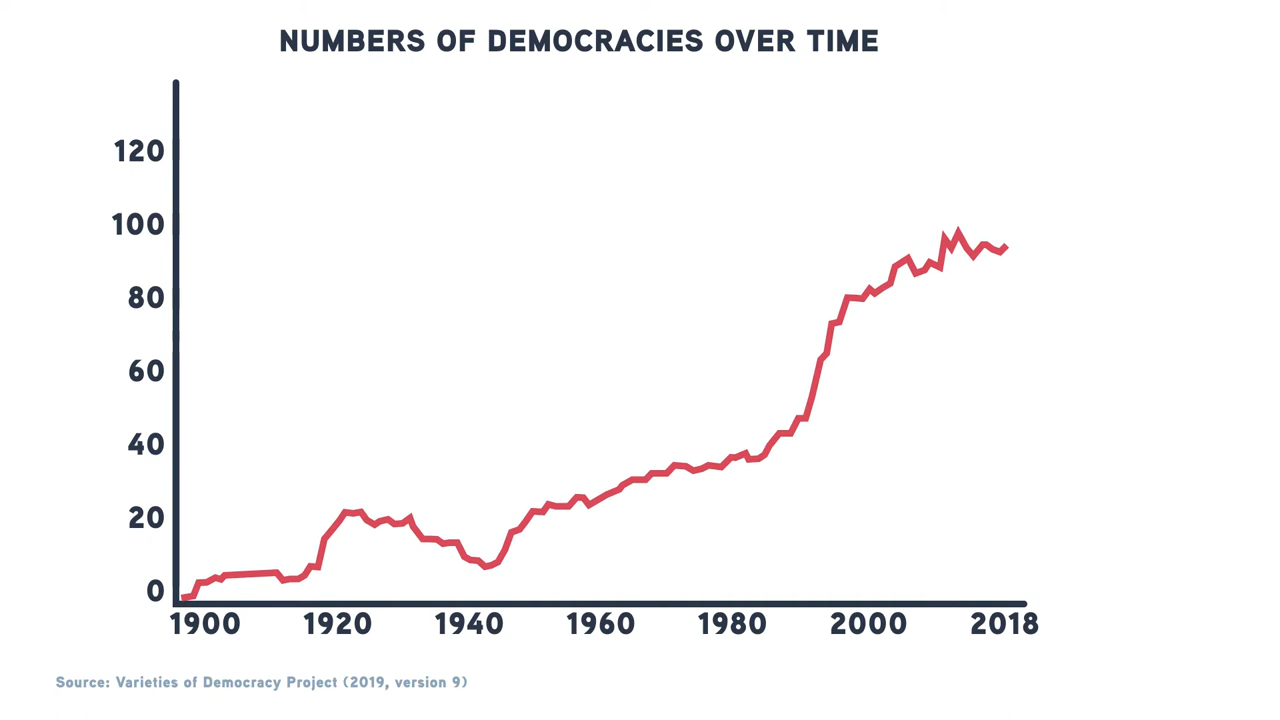 NUMBERS OF DEMOCRACIES OVER TIME
120
100
80
60
40
20
0
1900 1920 1940 1960 1980 2000 2018
Source: Varieties of Democracy Project (2019, version 9)